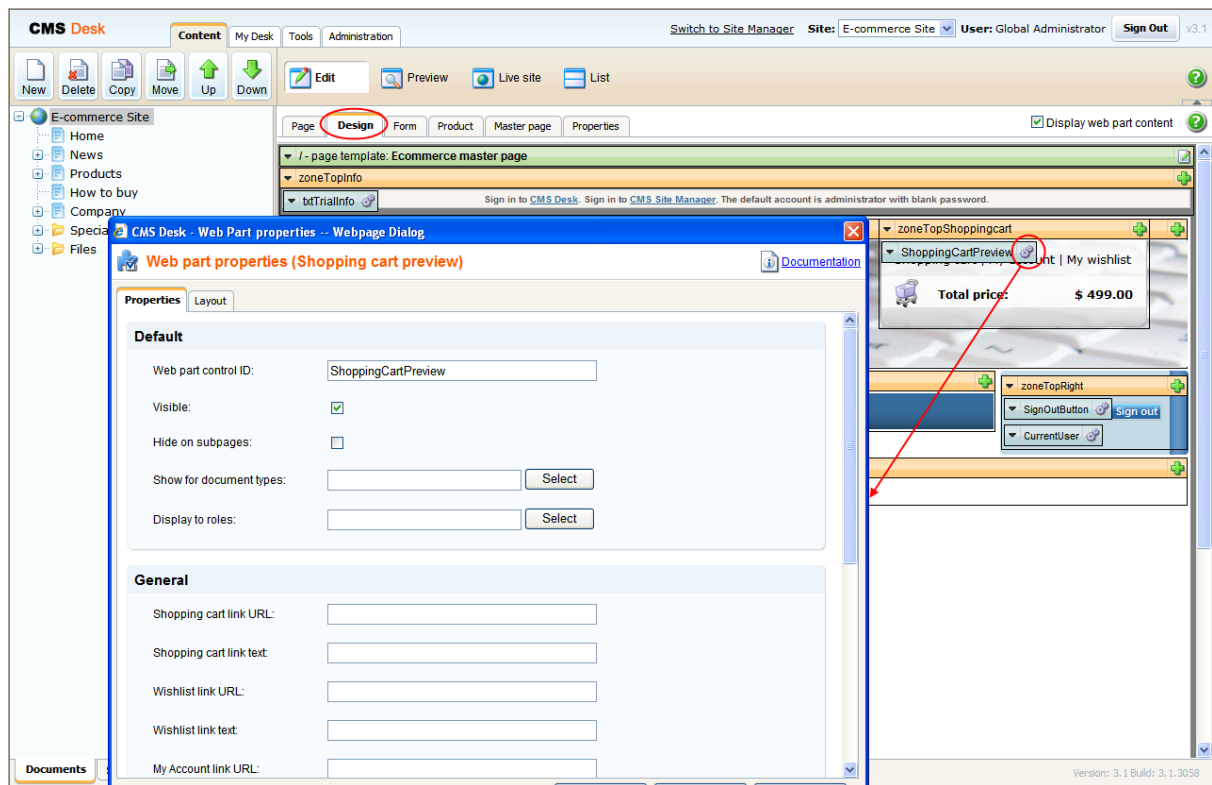 CMS Desk
Content My Desk Tools Administration
Switch to Site Manager Site: E-commerce Site User: Global Administrator Sign Out v3.1
New Delete Copy Move Up Down
Edit Preview Live site List
E-commerce Site
Home
News
Products
How to buy
Company
Specia
Files
Page Design Form Product Master page Properties
Display web part content
/ - page template: Ecommerce master page
zoneTopInfo
txtTrialInfo
Sign in to CMS Desk. Sign in to CMS Site Manager. The default account is administrator with blank password.
zoneTopShoppingcart
ShoppingCartPreview
unt | My wishlist
Total price: $ 499.00
zoneTopRight
SignOutButton Sign out
CurrentUser
CMS Desk - Web Part properties -- Webpage Dialog
Web part properties (Shopping cart preview)
Documentation
Properties Layout
Default
Web part control ID: ShoppingCartPreview
Visible:
Hide on subpages:
Show for document types: Select
Display to roles: Select
General
Shopping cart link URL:
Shopping cart link text:
Wishlist link URL:
Wishlist link text:
My Account link URL:
Documents
Version: 3.1 Build: 3.1.3058